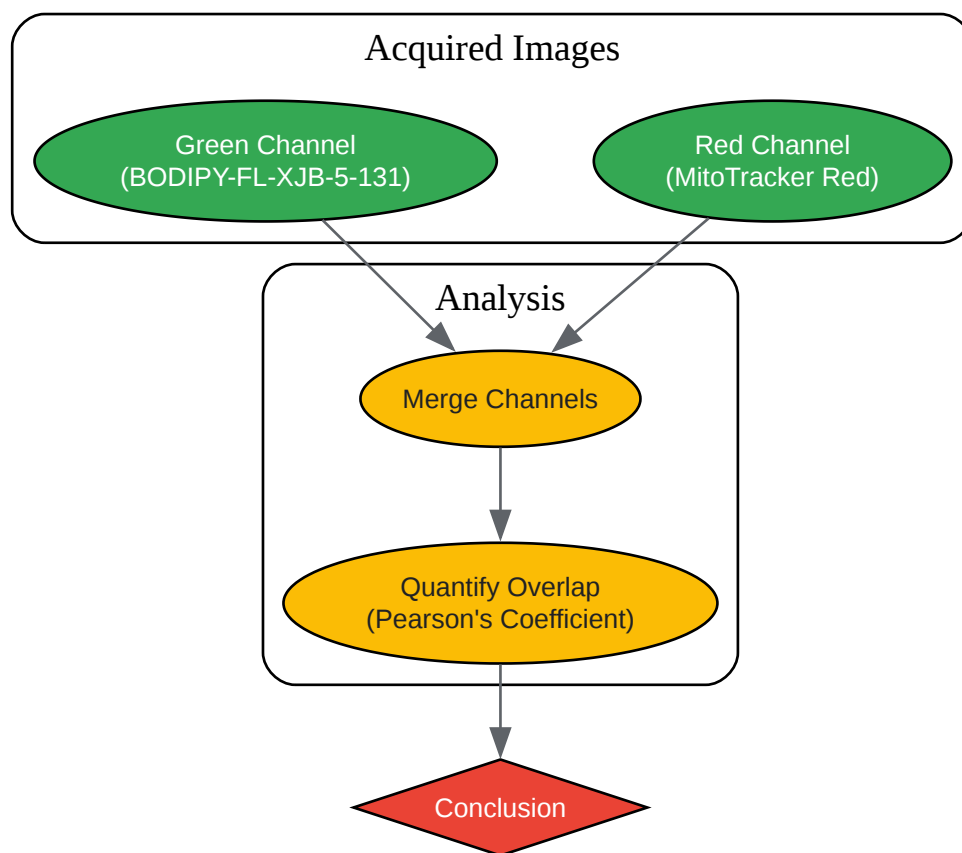 Acquired Images
Green Channel
(BODIPY-FL-XJB-5-131)
Red Channel
(MitoTracker Red)
Analysis
Merge Channels
Quantify Overlap
(Pearson's Coefficient)
Conclusion